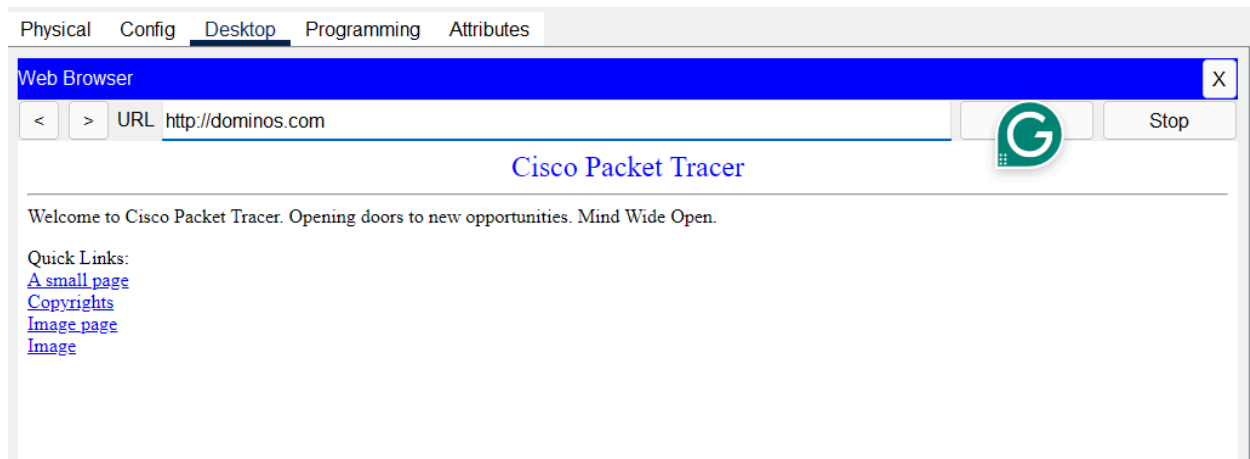 Physical Config Desktop Programming Attributes
Web Browser X
< > URL http://dominos.com G Stop
Cisco Packet Tracer
Welcome to Cisco Packet Tracer. Opening doors to new opportunities. Mind Wide Open.
Quick Links:
A small page
Copyrights
Image page
Image